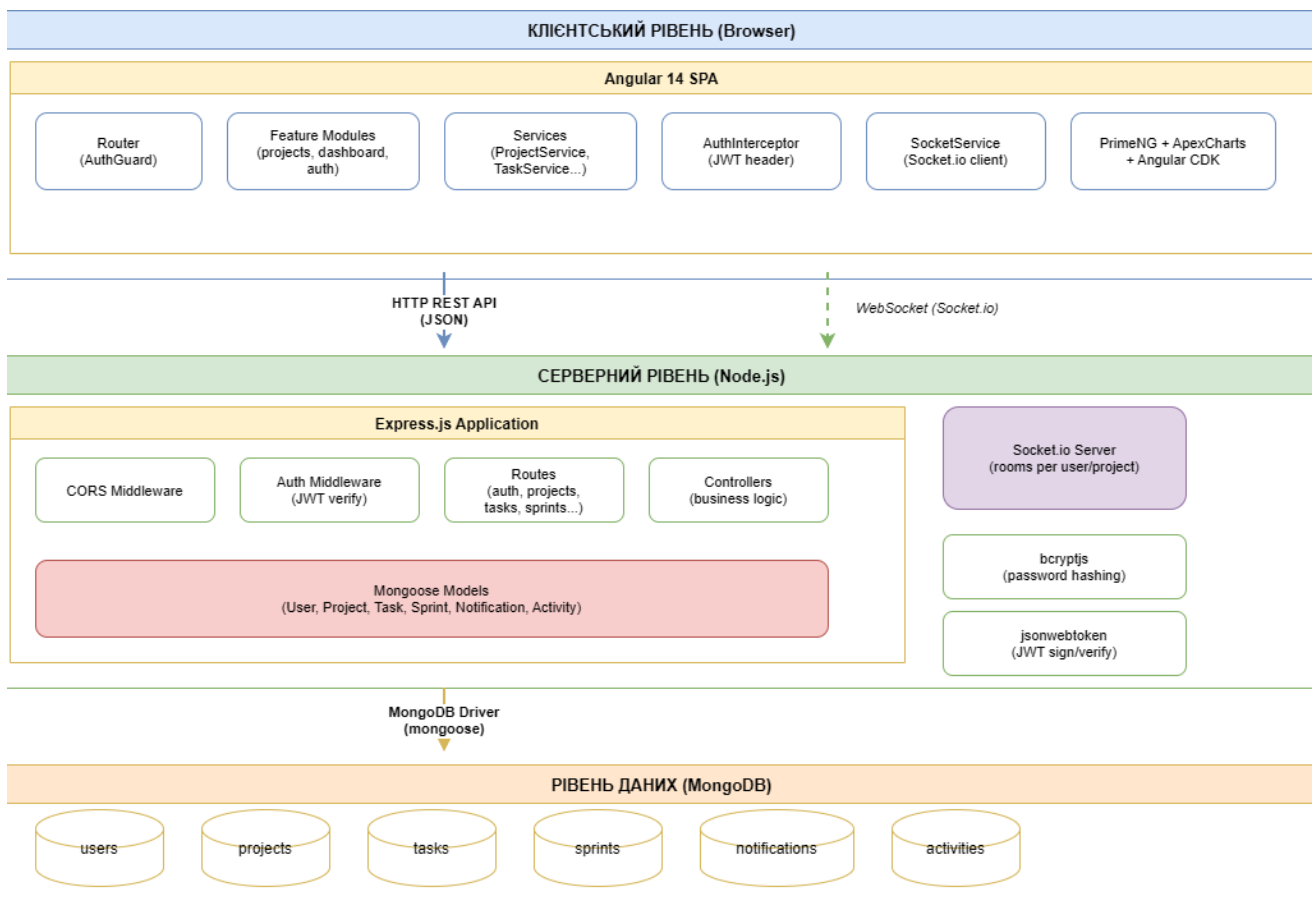 КЛІЄНТСЬКИЙ РІВЕНЬ (Browser)
Angular 14 SPA
Router
(AuthGuard)
Feature Modules
(projects, dashboard,
auth)
Services
(ProjectService,
TaskService...)
AuthInterceptor
(JWT header)
SocketService
(Socket.io client)
PrimeNG + ApexCharts
+ Angular CDK
HTTP REST API
(JSON)
WebSocket (Socket.io)
СЕРВЕРНИЙ РІВЕНЬ (Node.js)
Express.js Application
CORS Middleware
Auth Middleware
(JWT verify)
Routes
(auth, projects,
tasks, sprints...)
Controllers
(business logic)
Socket.io Server
(rooms per user/project)
bcryptjs
(password hashing)
Mongoose Models
(User, Project, Task, Sprint, Notification, Activity)
jsonwebtoken
(JWT sign/verify)
MongoDB Driver
(mongoose)
РІВЕНЬ ДАНИХ (MongoDB)
users
projects
tasks
sprints
notifications
activities